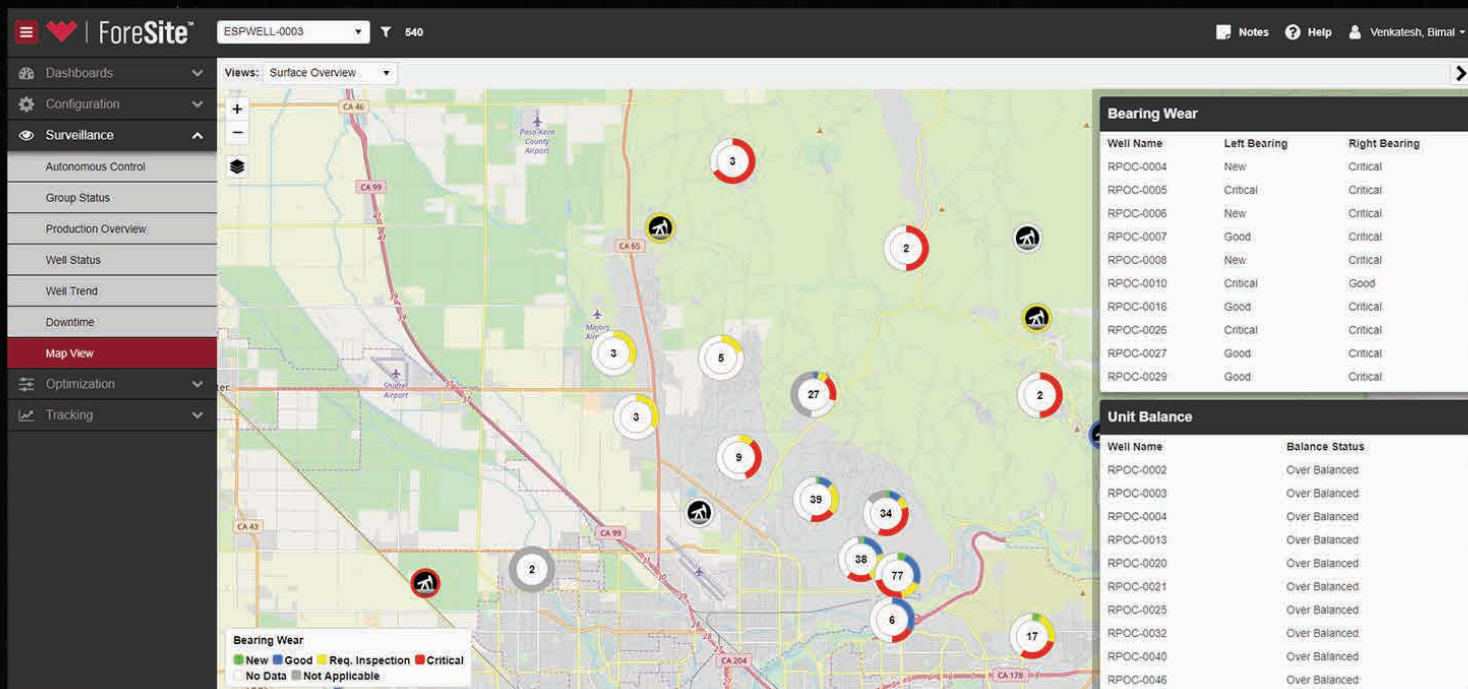 ForeSite™
ESPWELL-0003
540
Notes
Help
Venkatesh, Bimal
Dashboards
Configuration
Surveillance
Autonomous Control
Group Status
Production Overview
Well Status
Well Trend
Downtime
Map View
Optimization
Tracking
Views: Surface Overview
+
−
CA 46
Poso-Kern
County
Airport
3
CA 99
CA 65
2
Majors
3
5
Shafter
Airport
27
2
3
9
39
34
CA 43
CA 99
38
77
2
6
17
CA 204
CA 178
Bearing Wear
New Good Req. Inspection Critical
No Data Not Applicable
Bearing Wear
Well Name Left Bearing Right Bearing
RPOC-0004 New Critical
RPOC-0005 Critical Critical
RPOC-0006 New Critical
RPOC-0007 Good Critical
RPOC-0008 New Critical
RPOC-0010 Critical Good
RPOC-0016 Good Critical
RPOC-0026 Critical Critical
RPOC-0027 Good Critical
RPOC-0029 Good Critical
Unit Balance
Well Name Balance Status
RPOC-0002 Over Balanced
RPOC-0003 Over Balanced
RPOC-0004 Over Balanced
RPOC-0013 Over Balanced
RPOC-0020 Over Balanced
RPOC-0021 Over Balanced
RPOC-0025 Over Balanced
RPOC-0032 Over Balanced
RPOC-0040 Over Balanced
RPOC-0046 Over Balanced